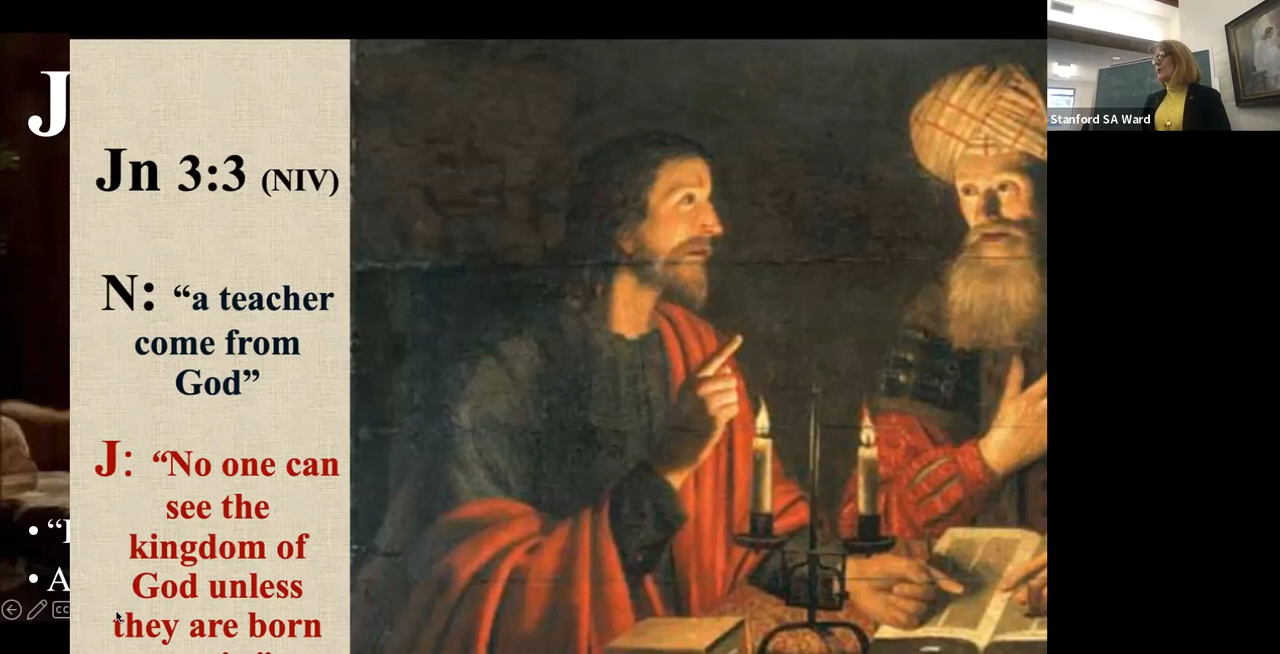 J
Jn 3:3 (NIV)
N: “a teacher
come from
God”
J: “No one can
see the
kingdom of
God unless
they are born
• “
• A
CC
Stanford SA Ward